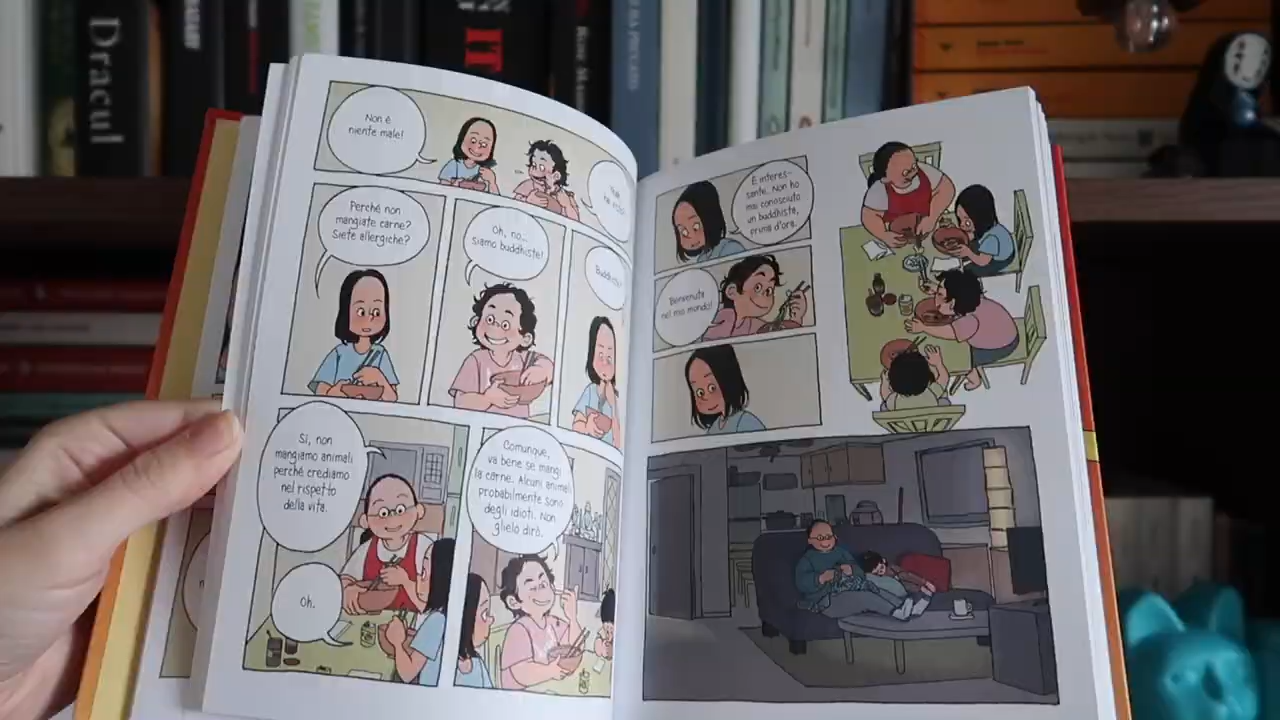 Dracul
IT
Non è
niente male!
Perché non
mangiate carne?
Siete allergiche?
Oh, no...
siamo buddhiste!
Buddhiste?
Sì, non
mangiamo animali
perché crediamo
nel rispetto
della vita.
Oh.
Comunque,
va bene se mangi
la carne. Alcuni animali
probabilmente sono
degli idioti. Non
glielo dirò.
È interes-
sante. Non ho
mai conosciuto
un buddhista,
prima d'ora.
Benvenuta
nel mio mondo!